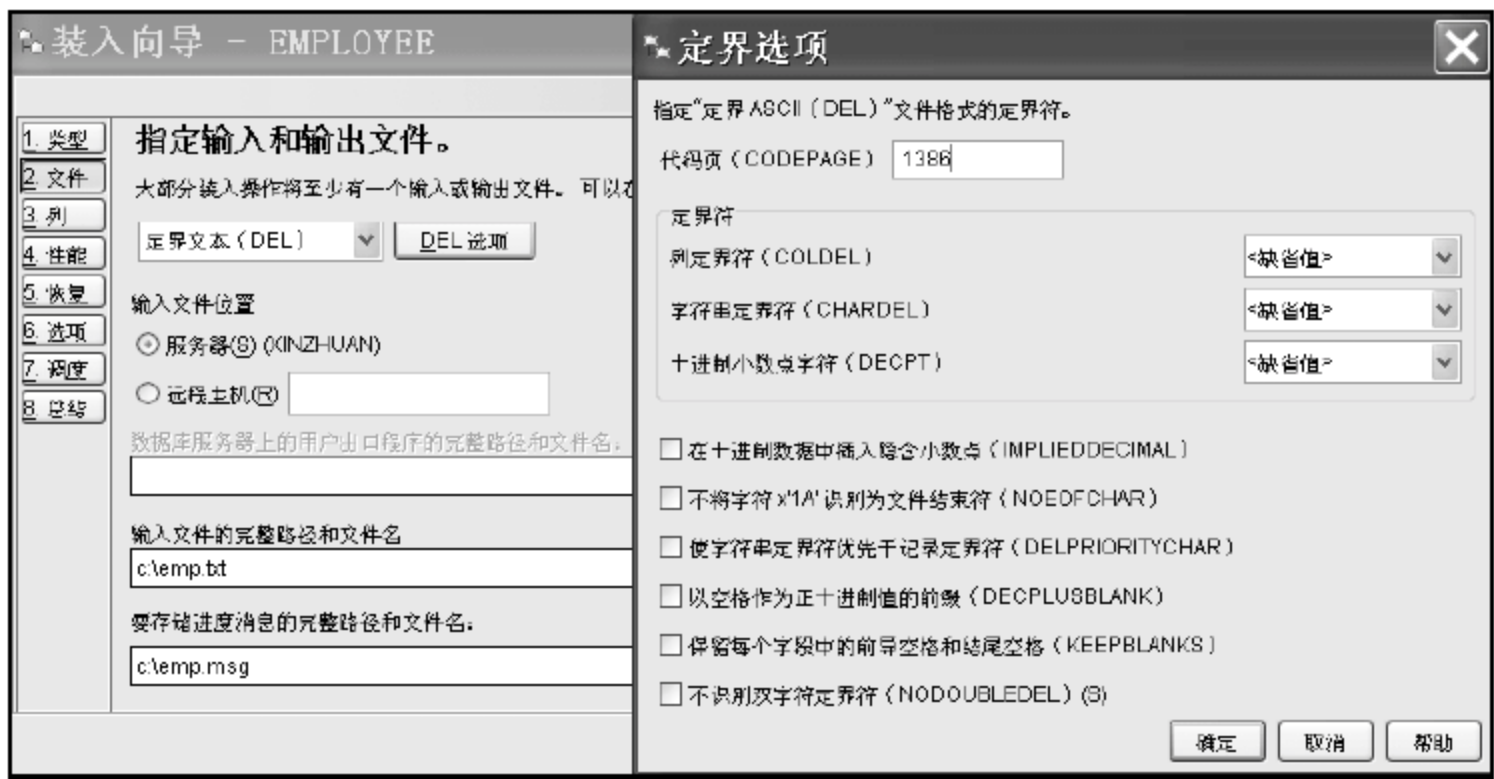 装入向导 - EMPLOYEE
1. 类型
2. 文件
3. 列
4. 性能
5. 恢复
6. 选项
7. 调度
8. 总结
指定输入和输出文件。
大部分装入操作将至少有一个输入或输出文件。 可以在
定界文本(DEL)
DEL 选项
输入文件位置
服务器(S) (XINZHUAN)
远程主机(R)
数据库服务器上的用户出口程序的完整路径和文件名:
输入文件的完整路径和文件名
c:\emp.txt
要存储进度消息的完整路径和文件名:
c:\emp.msg
定界选项
指定“定界 ASCII(DEL)”文件格式的定界符。
代码页(CODEPAGE) 1386
定界符
列定界符(COLDEL) <缺省值>
字符串定界符(CHARDEL) <缺省值>
十进制小数点字符(DECPT) <缺省值>
在十进制数据中插入隐含小数点(IMPLIEDDECIMAL)
不将字符 x'1A' 识别为文件结束符(NOEOFCHAR)
使字符串定界符优先于记录定界符(DELPRIORITYCHAR)
以空格作为正十进制值的前缀(DECPLUSBLANK)
保留每个字段中的前导空格和结尾空格(KEEPBLANKS)
不识别双字符定界符(NODOUBLEDEL) (S)
确定
取消
帮助